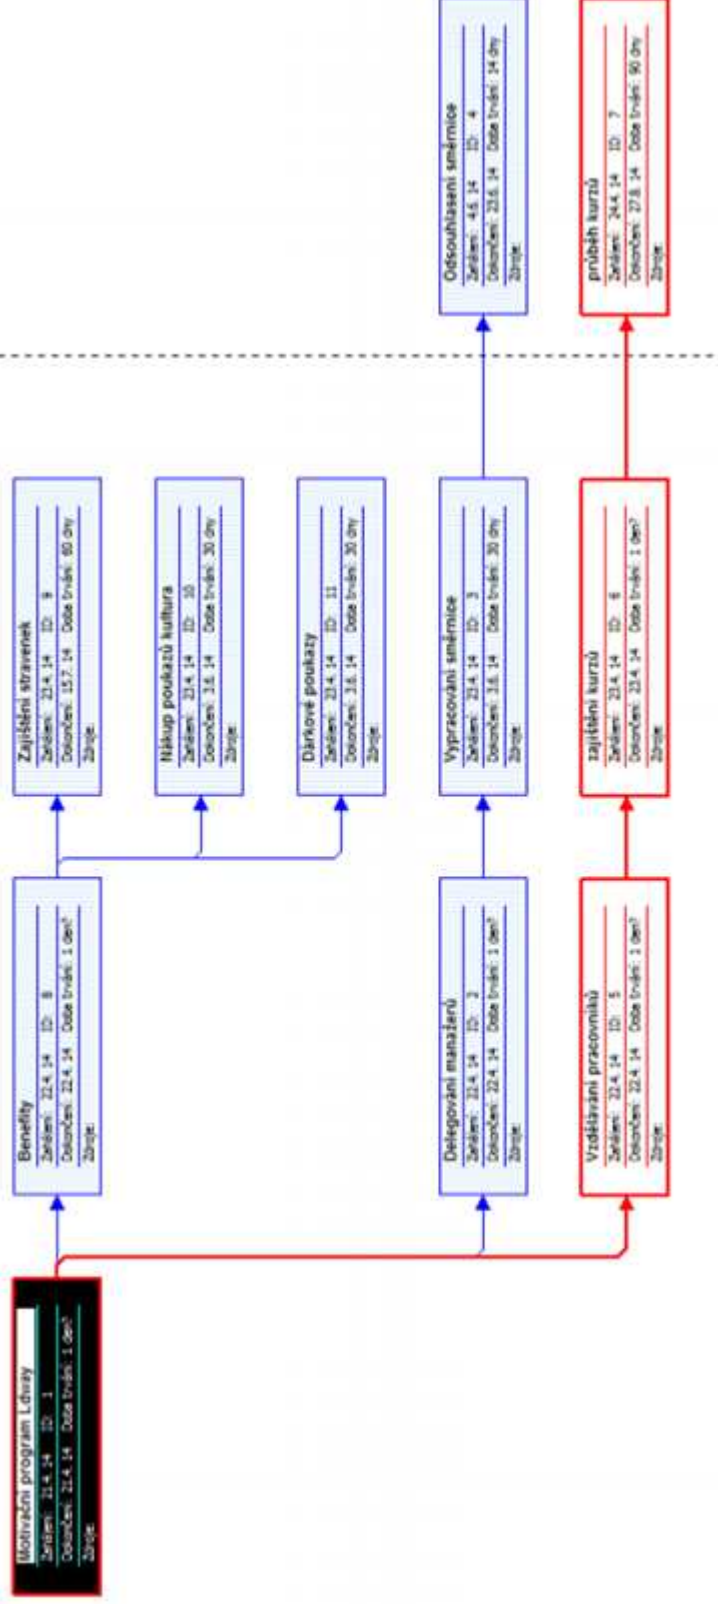 Motivační program Ldway
Zahájení: 21.4. 14 ID: 1
Dokončení: 21.4. 14 Doba trvání: 1 den?
Zdroje:
Benefity
Zahájení: 22.4. 14 ID: 8
Dokončení: 22.4. 14 Doba trvání: 1 den?
Zdroje:
Zajištění stravenek
Zahájení: 23.4. 14 ID: 9
Dokončení: 15.7. 14 Doba trvání: 60 dny
Zdroje:
Nákup poukazů kultura
Zahájení: 23.4. 14 ID: 10
Dokončení: 3.6. 14 Doba trvání: 30 dny
Zdroje:
Dárkové poukazy
Zahájení: 23.4. 14 ID: 11
Dokončení: 3.6. 14 Doba trvání: 30 dny
Zdroje:
Delegování manažerů
Zahájení: 22.4. 14 ID: 2
Dokončení: 22.4. 14 Doba trvání: 1 den?
Zdroje:
Vypracování směrnice
Zahájení: 23.4. 14 ID: 3
Dokončení: 3.6. 14 Doba trvání: 30 dny
Zdroje:
Odsouhlasení směrnice
Zahájení: 4.6. 14 ID: 4
Dokončení: 23.6. 14 Doba trvání: 14 dny
Zdroje:
Vzdělávání pracovníků
Zahájení: 22.4. 14 ID: 5
Dokončení: 22.4. 14 Doba trvání: 1 den?
Zdroje:
zajištění kurzů
Zahájení: 23.4. 14 ID: 6
Dokončení: 23.4. 14 Doba trvání: 1 den?
Zdroje:
průběh kurzů
Zahájení: 24.4. 14 ID: 7
Dokončení: 27.8. 14 Doba trvání: 90 dny
Zdroje: